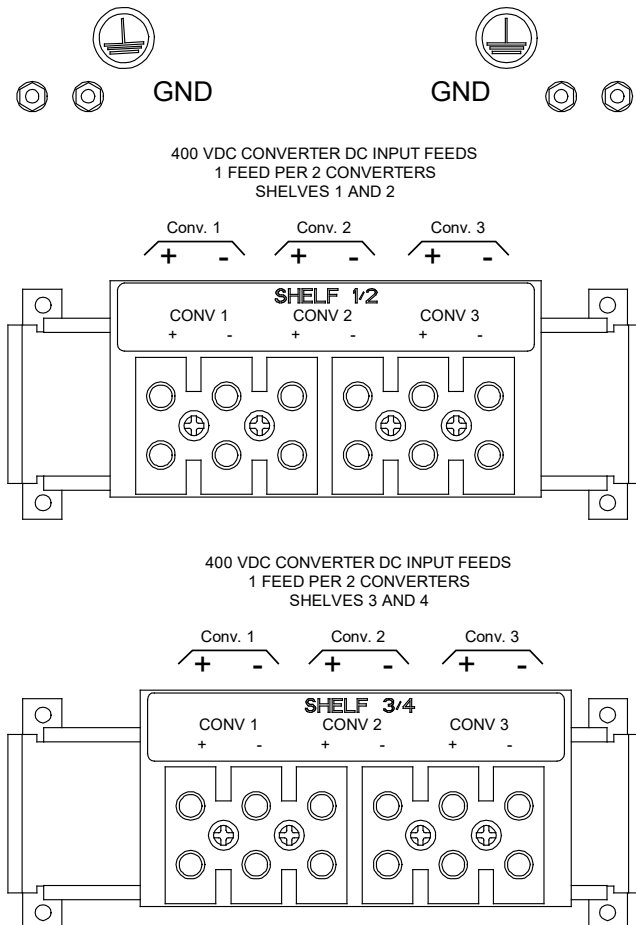 GND GND
400 VDC CONVERTER DC INPUT FEEDS
1 FEED PER 2 CONVERTERS
SHELVES 1 AND 2
Conv. 1 Conv. 2 Conv. 3
+ - + - + -
SHELF 1/2
CONV 1 CONV 2 CONV 3
+ - + - + -
400 VDC CONVERTER DC INPUT FEEDS
1 FEED PER 2 CONVERTERS
SHELVES 3 AND 4
Conv. 1 Conv. 2 Conv. 3
+ - + - + -
SHELF 3/4
CONV 1 CONV 2 CONV 3
+ - + - + -